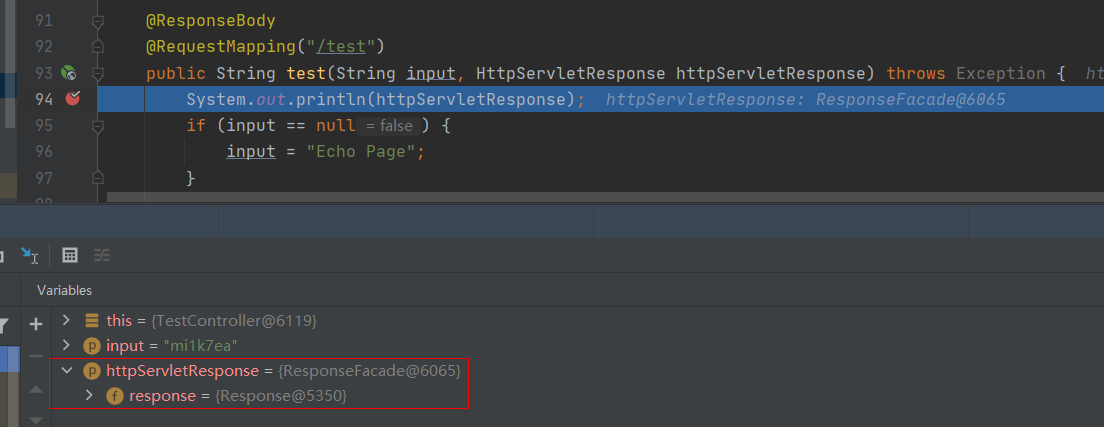 91 @ResponseBody
92 @RequestMapping("/test")
93 public String test(String input, HttpServletResponse httpServletResponse) throws Exception {
94 System.out.println(httpServletResponse); httpServletResponse: ResponseFacade@6065
95 if (input == null = false ) {
96 input = "Echo Page";
97 }
Variables
this = {TestController@6119}
input = "mi1k7ea"
httpServletResponse = {ResponseFacade@6065}
response = {Response@5350}